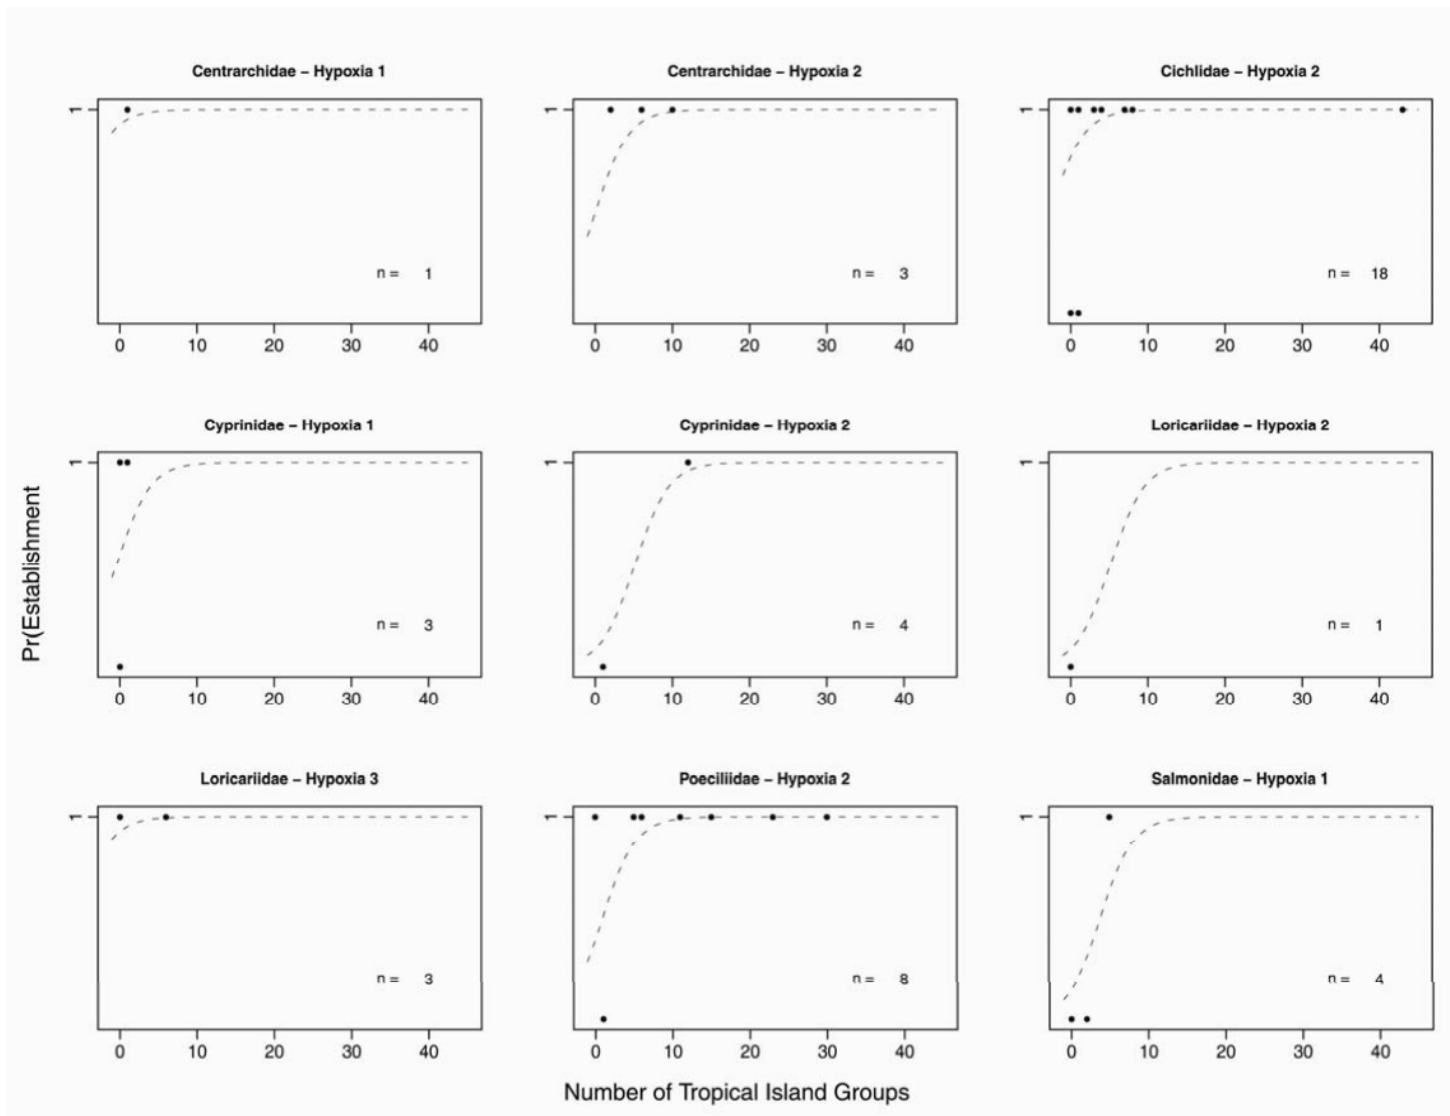 Centrarchidae – Hypoxia 1
1
n = 1
0 10 20 30 40
Centrarchidae – Hypoxia 2
1
n = 3
0 10 20 30 40
Cichlidae – Hypoxia 2
1
n = 18
0 10 20 30 40
Cyprinidae – Hypoxia 1
1
n = 3
0 10 20 30 40
Cyprinidae – Hypoxia 2
1
n = 4
0 10 20 30 40
Loricariidae – Hypoxia 2
1
n = 1
0 10 20 30 40
Loricariidae – Hypoxia 3
1
n = 3
0 10 20 30 40
Poeciliidae – Hypoxia 2
1
n = 8
0 10 20 30 40
Salmonidae – Hypoxia 1
1
n = 4
0 10 20 30 40
Pr(Establishment
Number of Tropical Island Groups